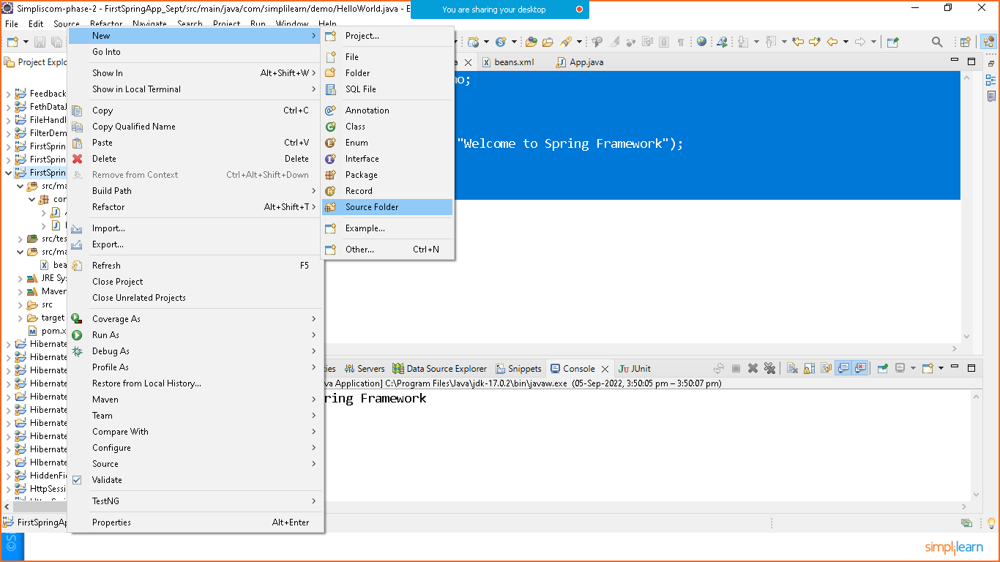 Simpliscom-phase-2 - FirstSpringApp_Sept/src/main/java/com/simplilearn/demo/HelloWorld.java - E
You are sharing your desktop
File Edit Source Refactor Navigate Search Project Run Window Help
Project Explo
beans.xml
App.java
Feedback
FethDataJ
FileHandl
FilterDem
FirstSprin
FirstSprin
FirstSprin
src/ma
com
src/tes
src/ma
bea
JRE Sys
Maven
src
target
pom.x
Hibernate
Hibernate
Hibernate
Hibernate
Hibernate
Hibernate
Hibernate
Hibernate
Hibernate
HIbernate
HiddenFie
HttpSessi
New
Go Into
Show In Alt+Shift+W
Show in Local Terminal
Copy Ctrl+C
Copy Qualified Name
Paste Ctrl+V
Delete Delete
Remove from Context Ctrl+Alt+Shift+Down
Build Path
Refactor Alt+Shift+T
Import...
Export...
Refresh F5
Close Project
Close Unrelated Projects
Coverage As
Run As
Debug As
Profile As
Restore from Local History...
Maven
Team
Compare With
Configure
Source
Validate
TestNG
Properties Alt+Enter
Project...
File
Folder
SQL File
Annotation
Class
Enum
Interface
Package
Record
Source Folder
Example...
Other... Ctrl+N
no;
"Welcome to Spring Framework");
ties Servers Data Source Explorer Snippets Console JUnit
va Application] C:\Program Files\Java\jdk-17.0.2\bin\javaw.exe (05-Sep-2022, 3:50:05 pm – 3:50:07 pm)
ring Framework
FirstSpringAp
simplilearn